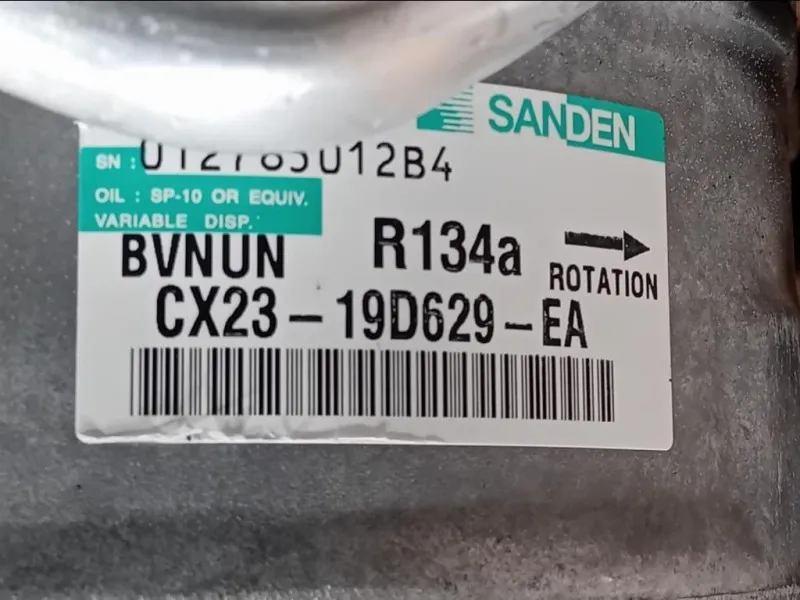 SANDEN
SN : 012785012B4
OIL : SP-10 OR EQUIV.
VARIABLE DISP.
BVNUN R134a
ROTATION
CX23-19D629-EA